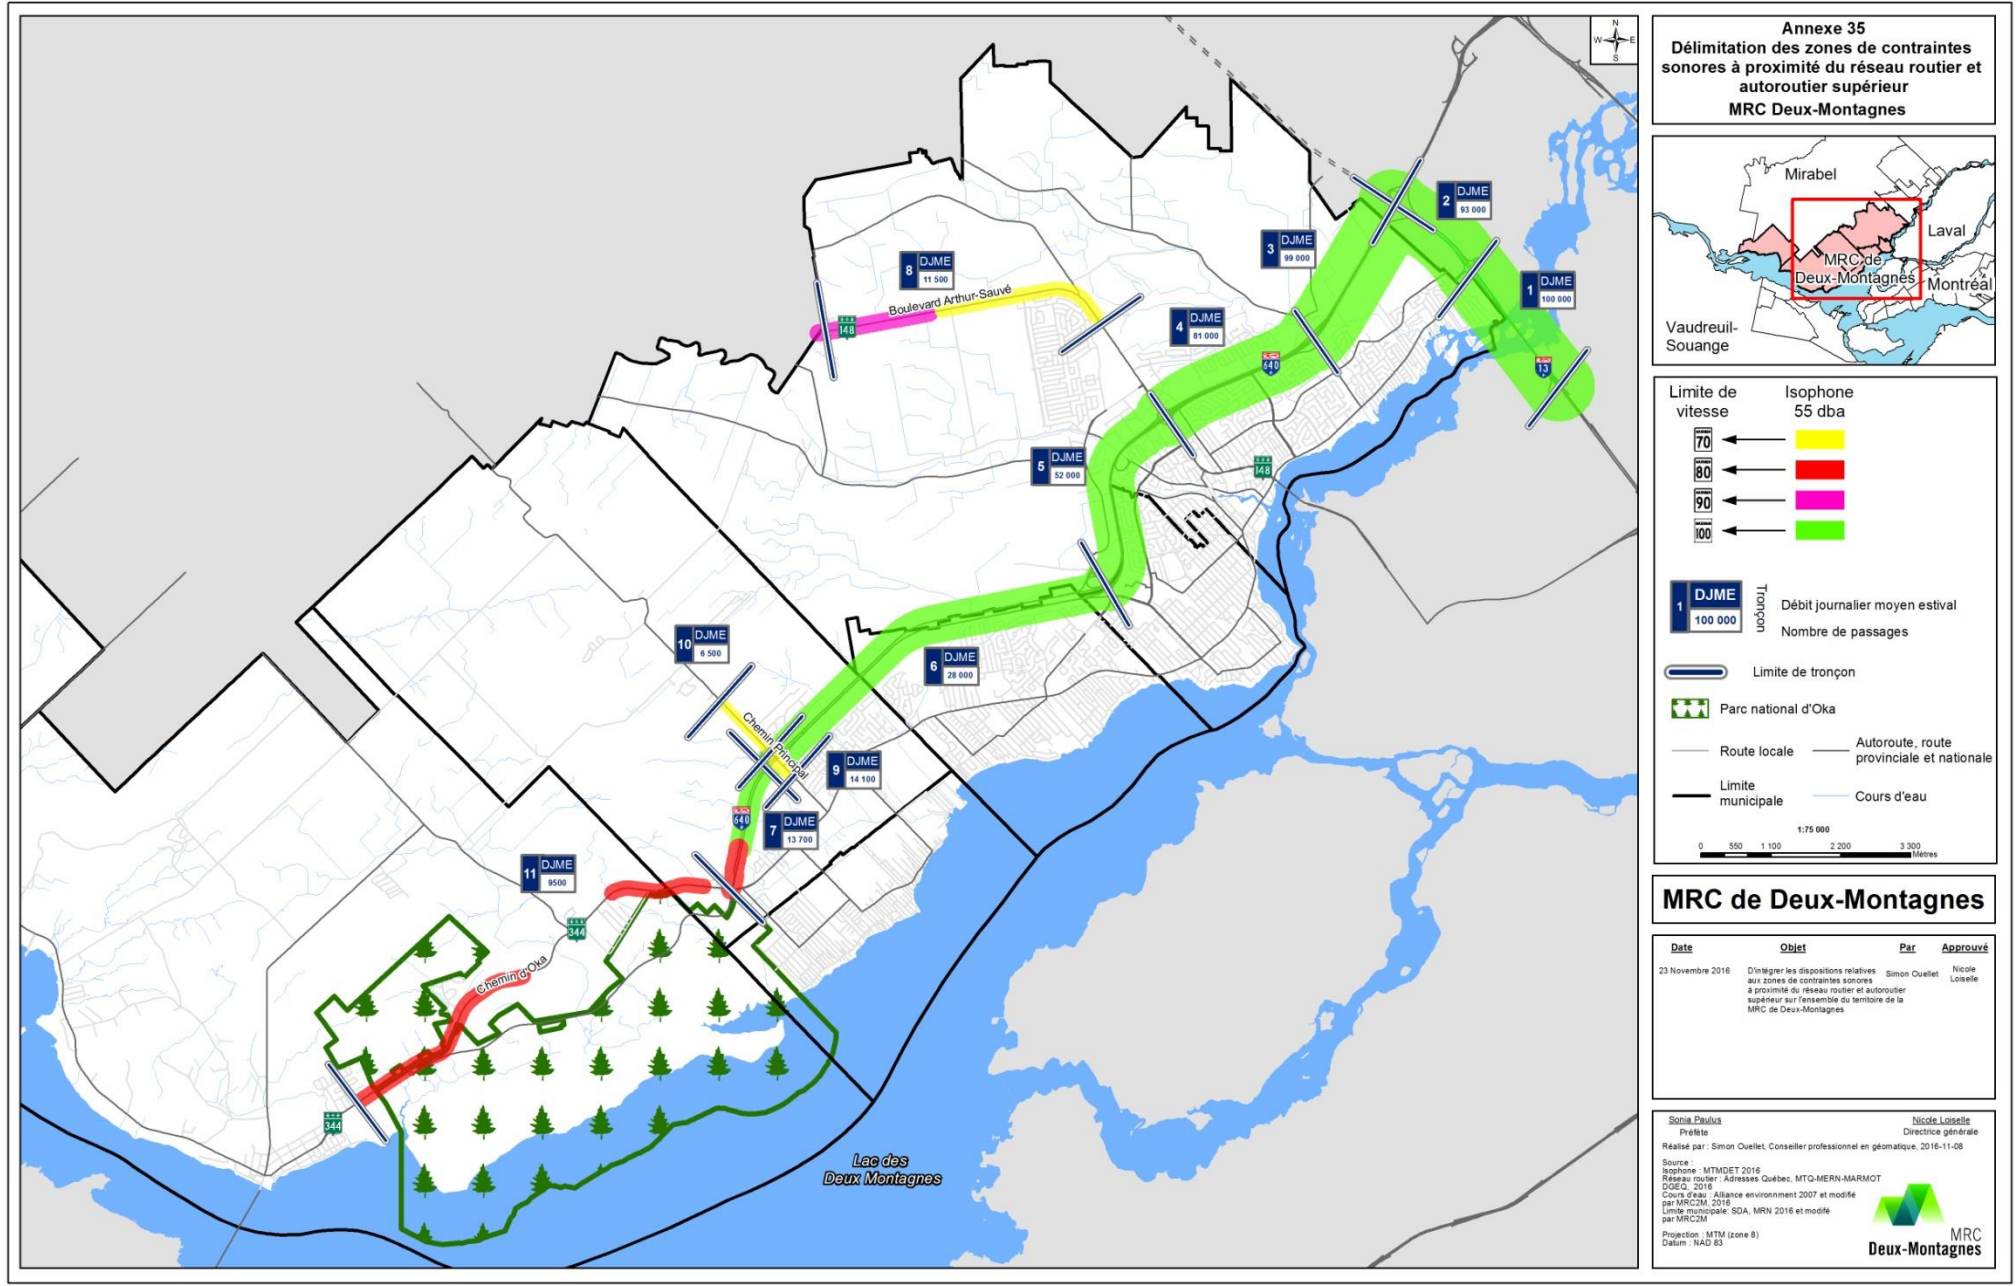 Annexe 35
Délimitation des zones de contraintes
sonores à proximité du réseau routier et
autoroutier supérieur
MRC Deux-Montagnes
N
W E
S
Mirabel
Laval
MRC de
Deux-Montagnes
Montréal
Vaudreuil-
Souange
Limite de
vitesse
Isophone
55 dba
70
80
90
100
1 DJME
100 000
Tronçon
Débit journalier moyen estival
Nombre de passages
Limite de tronçon
Parc national d'Oka
Route locale
Autoroute, route
provinciale et nationale
Limite
municipale
Cours d'eau
1:75 000
0 550 1 100 2 200 3 300
Mètres
MRC de Deux-Montagnes
Date Objet Par Approuvé
23 Novembre 2016
D'intégrer les dispositions relatives
aux zones de contraintes sonores
à proximité du réseau routier et autoroutier
supérieur sur l'ensemble du territoire de la
MRC de Deux-Montagnes
Simon Ouellet
Nicole
Loiselle
Sonia Paulus
Préfète
Nicole Loiselle
Directrice générale
Réalisé par : Simon Ouellet, Conseiller professionnel en géomatique, 2016-11-08
Source :
Isophone : MTMDET 2016
Réseau routier : Adresses Québec, MTQ-MERN-MARMOT
DGEQ, 2016
Cours d'eau : Alliance environnment 2007 et modifié
par MRC2M, 2016
Limite municipale: SDA, MRN 2016 et modifé
par MRC2M
Projection : MTM (zone 8)
Datum : NAD 83
MRC
Deux-Montagnes
2 DJME
93 000
3 DJME
99 000
1 DJME
100 000
8 DJME
11 500
Boulevard Arthur-Sauvé
148
4 DJME
81 000
640
13
5 DJME
52 000
148
10 DJME
6 500
6 DJME
28 000
Chemin Principal
9 DJME
14 100
640
7 DJME
13 700
11 DJME
9500
344
Chemin d'Oka
344
Lac des
Deux Montagnes